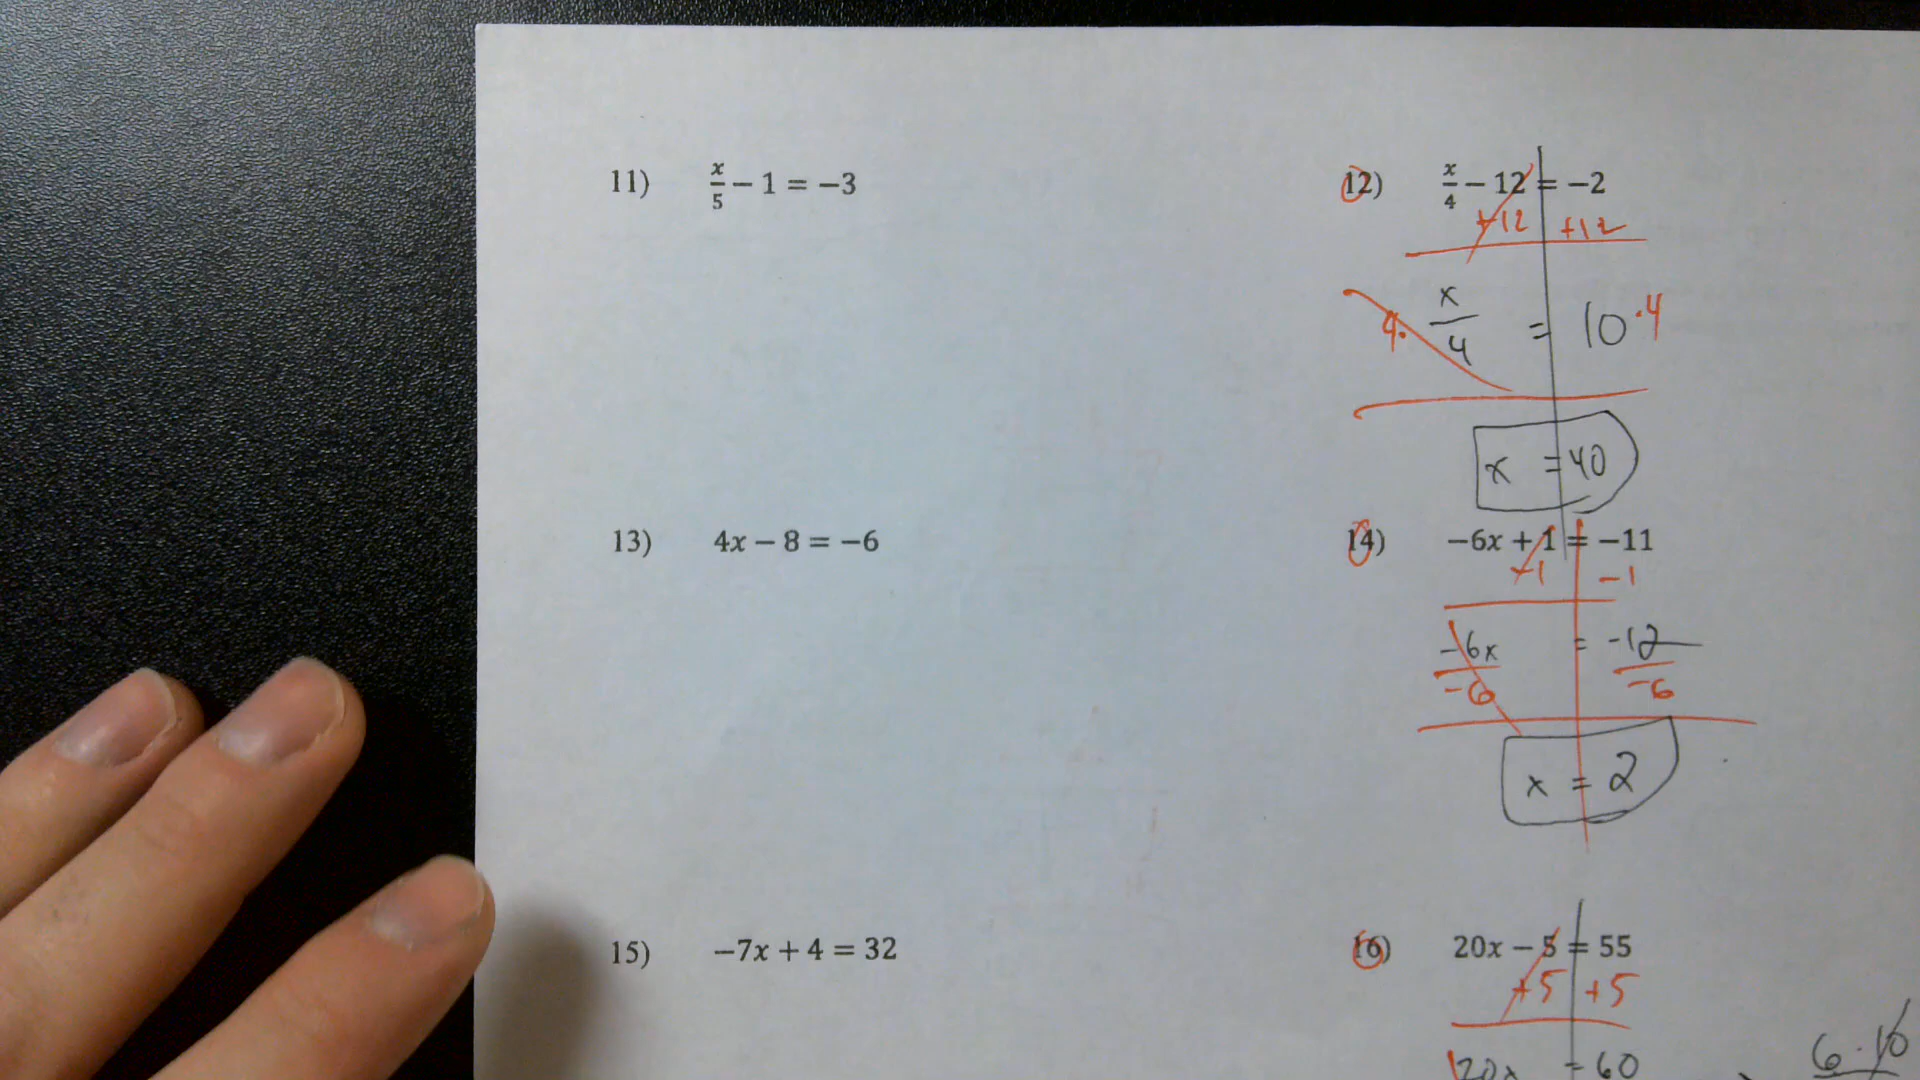 11) x/5 − 1 = −3
12) x/4 − 12 = −2
+12 +12
4· x/4 = 10 ·4
x = 40
13) 4x − 8 = −6
14) −6x + 1 = −11
−1 −1
-6x = -12
-6 -6
x = 2
15) −7x + 4 = 32
16) 20x − 5 = 55
+5 +5
20x = 60
6·10